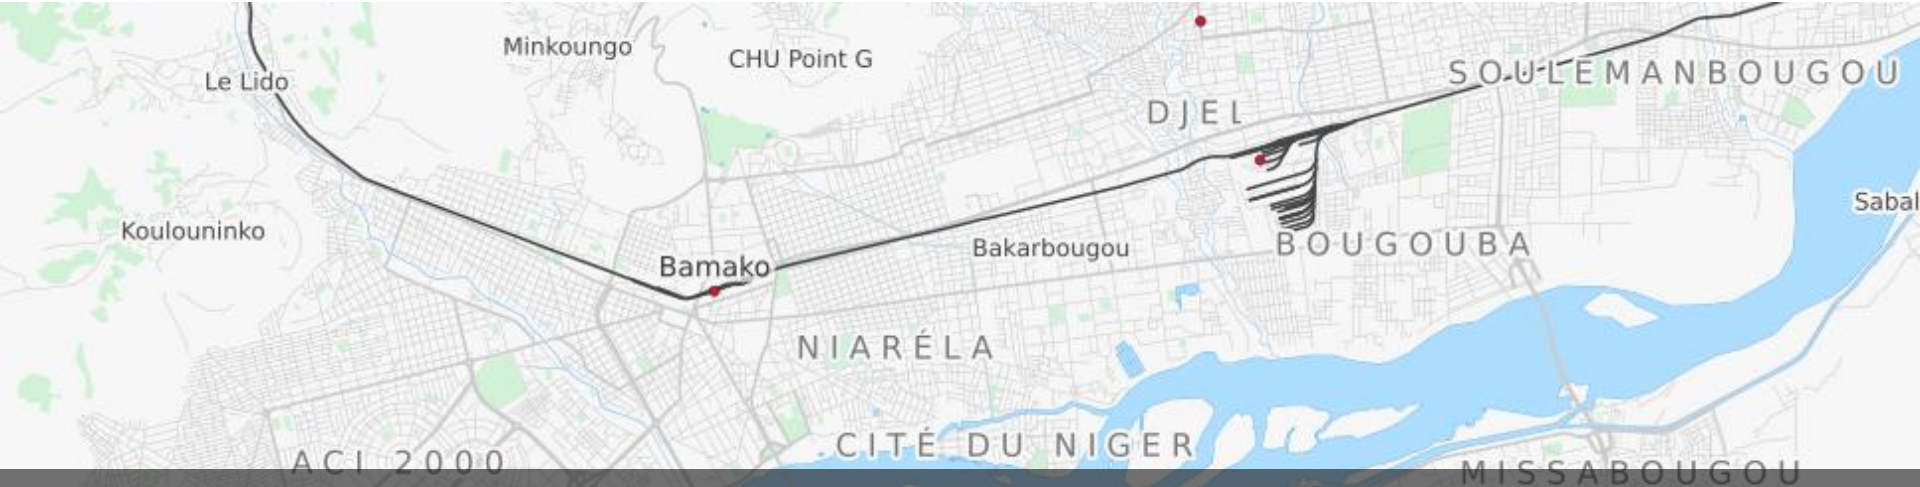 Minkoungo
CHU Point G
Le Lido
SOULEMANBOUGOU
DJEL
Sabal
Koulouninko
BOUGOUBA
Bakarbougou
Bamako
NIARÉLA
CITÉ DU NIGER
ACI 2000
MISSABOUGOU